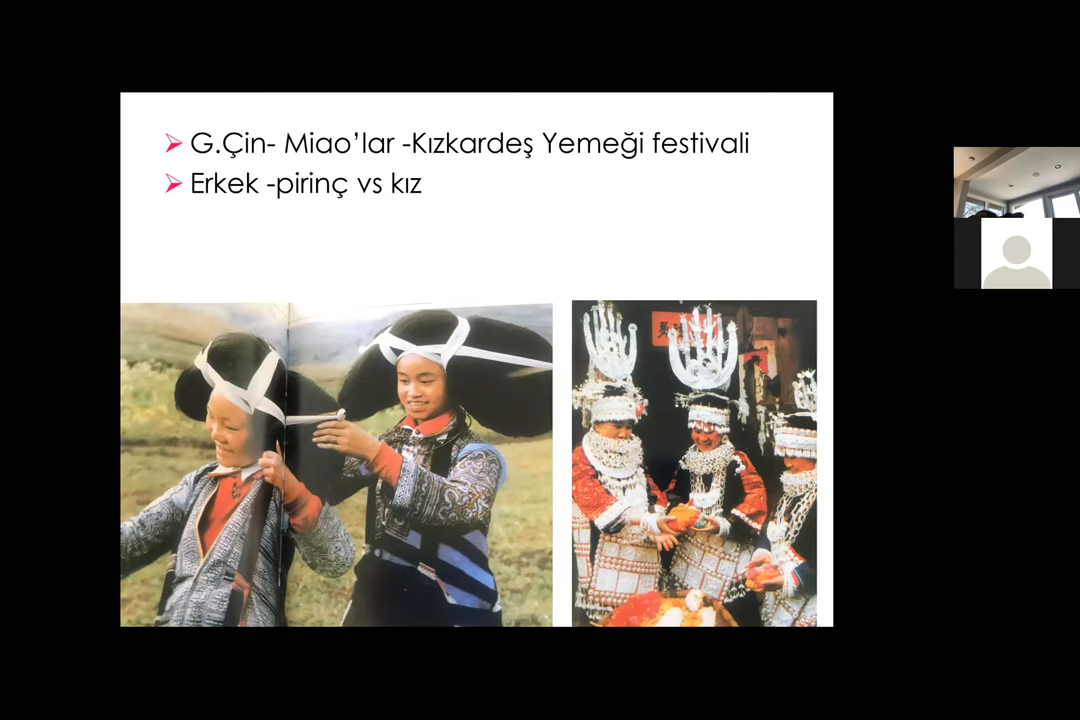 G.Çin- Miao’lar -Kızkardeş Yemeği festivali
Erkek -pirinç vs kız